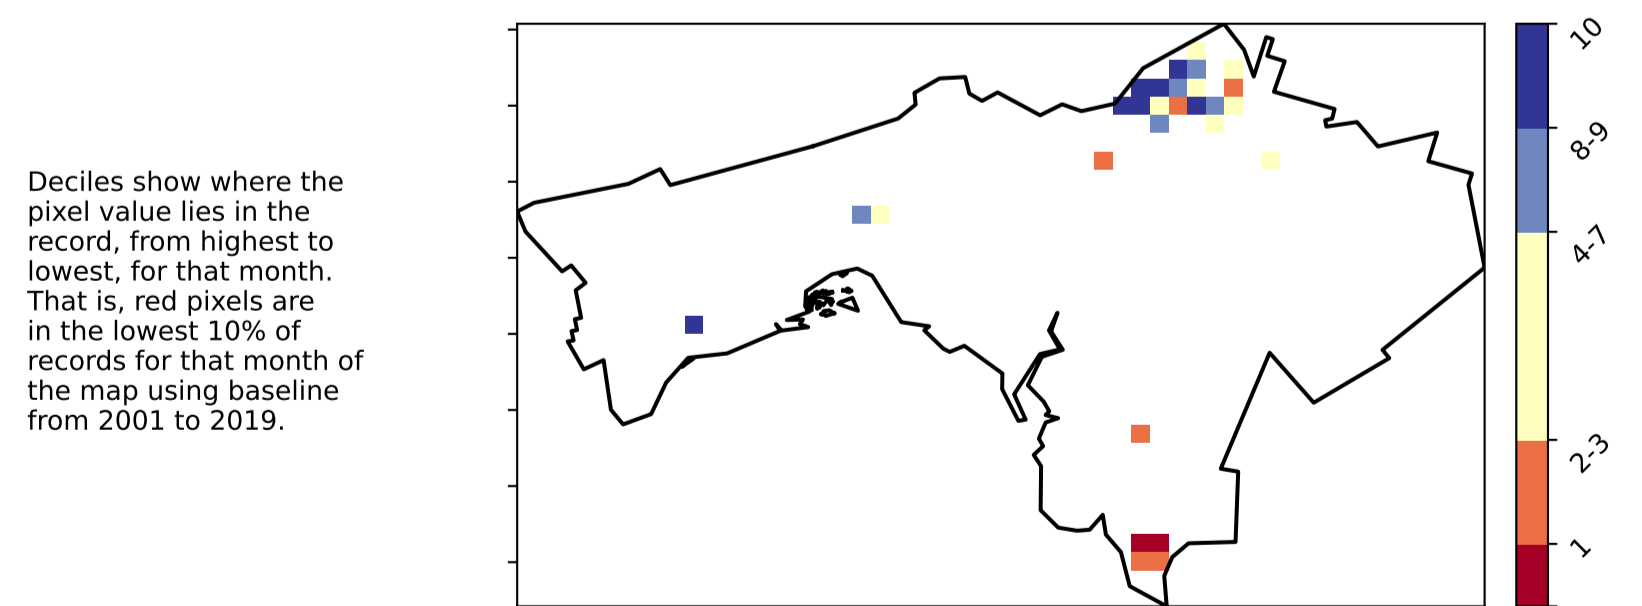 Deciles show where the
pixel value lies in the
record, from highest to
lowest, for that month.
That is, red pixels are
in the lowest 10% of
records for that month of
the map using baseline
from 2001 to 2019.
10
8-9
4-7
2-3
1